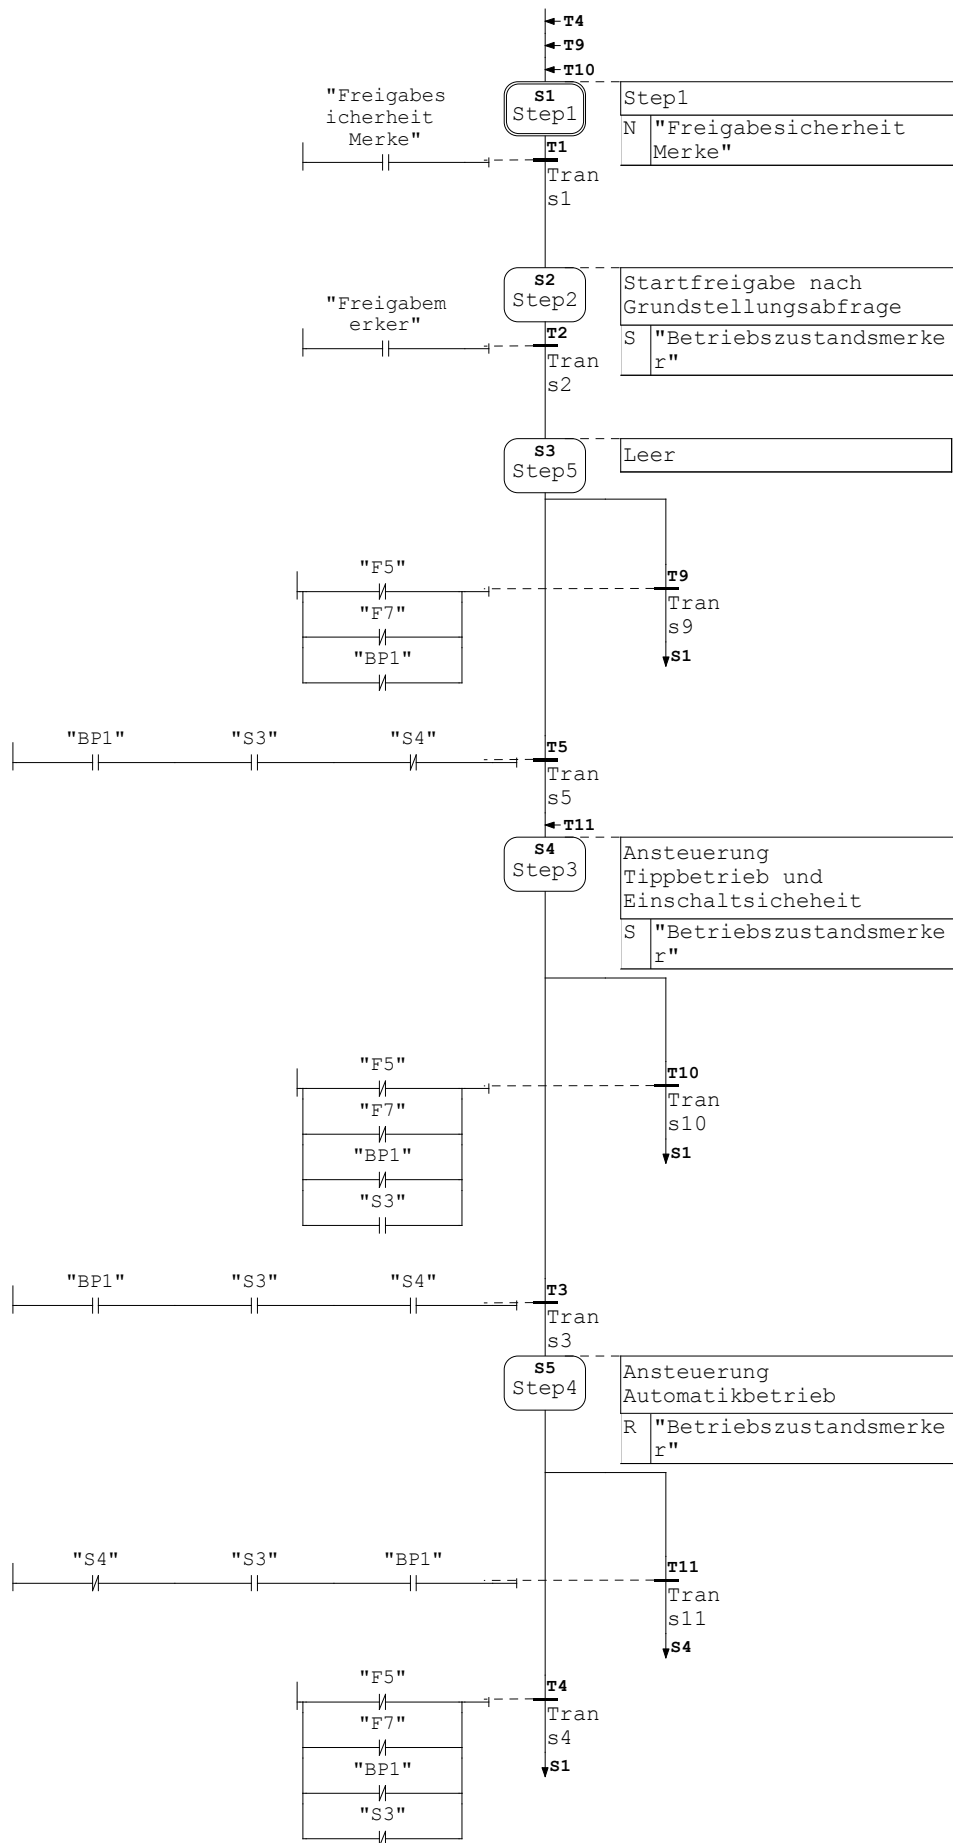 T4
T9
T10
"Freigabes
icherheit
Merke"
S1
Step1
Step1
N "Freigabesicherheit
Merke"
T1
Tran
s1
"Freigabem
erker"
S2
Step2
Startfreigabe nach
Grundstellungsabfrage
S "Betriebszustandsmerke
r"
T2
Tran
s2
S3
Step5
Leer
"F5"
"F7"
"BP1"
T9
Tran
s9
S1
"BP1" "S3" "S4"
T5
Tran
s5
T11
S4
Step3
Ansteuerung
Tippbetrieb und
Einschaltsicheheit
S "Betriebszustandsmerke
r"
"F5"
"F7"
"BP1"
"S3"
T10
Tran
s10
S1
"BP1" "S3" "S4"
T3
Tran
s3
S5
Step4
Ansteuerung
Automatikbetrieb
R "Betriebszustandsmerke
r"
"S4" "S3" "BP1"
T11
Tran
s11
S4
"F5"
"F7"
"BP1"
"S3"
T4
Tran
s4
S1